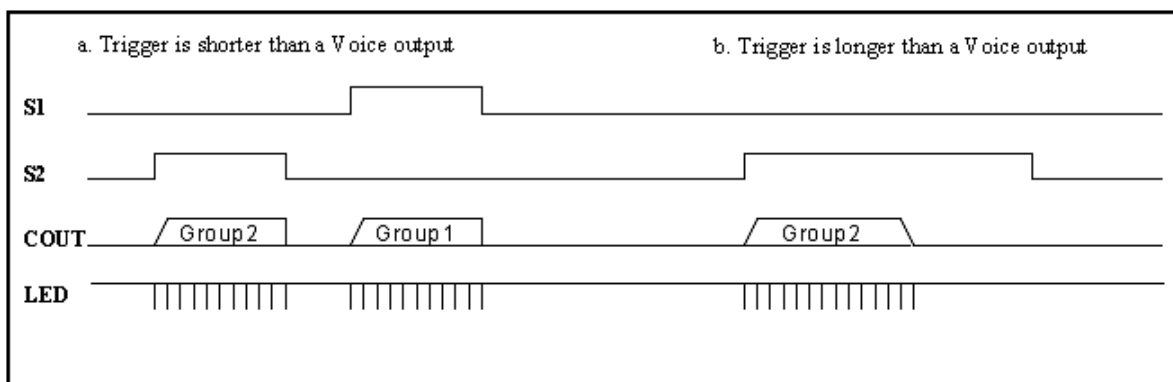 a. Trigger is shorter than a Voice output
b. Trigger is longer than a Voice output
S1
S2
COUT
Group2
Group1
Group2
LED